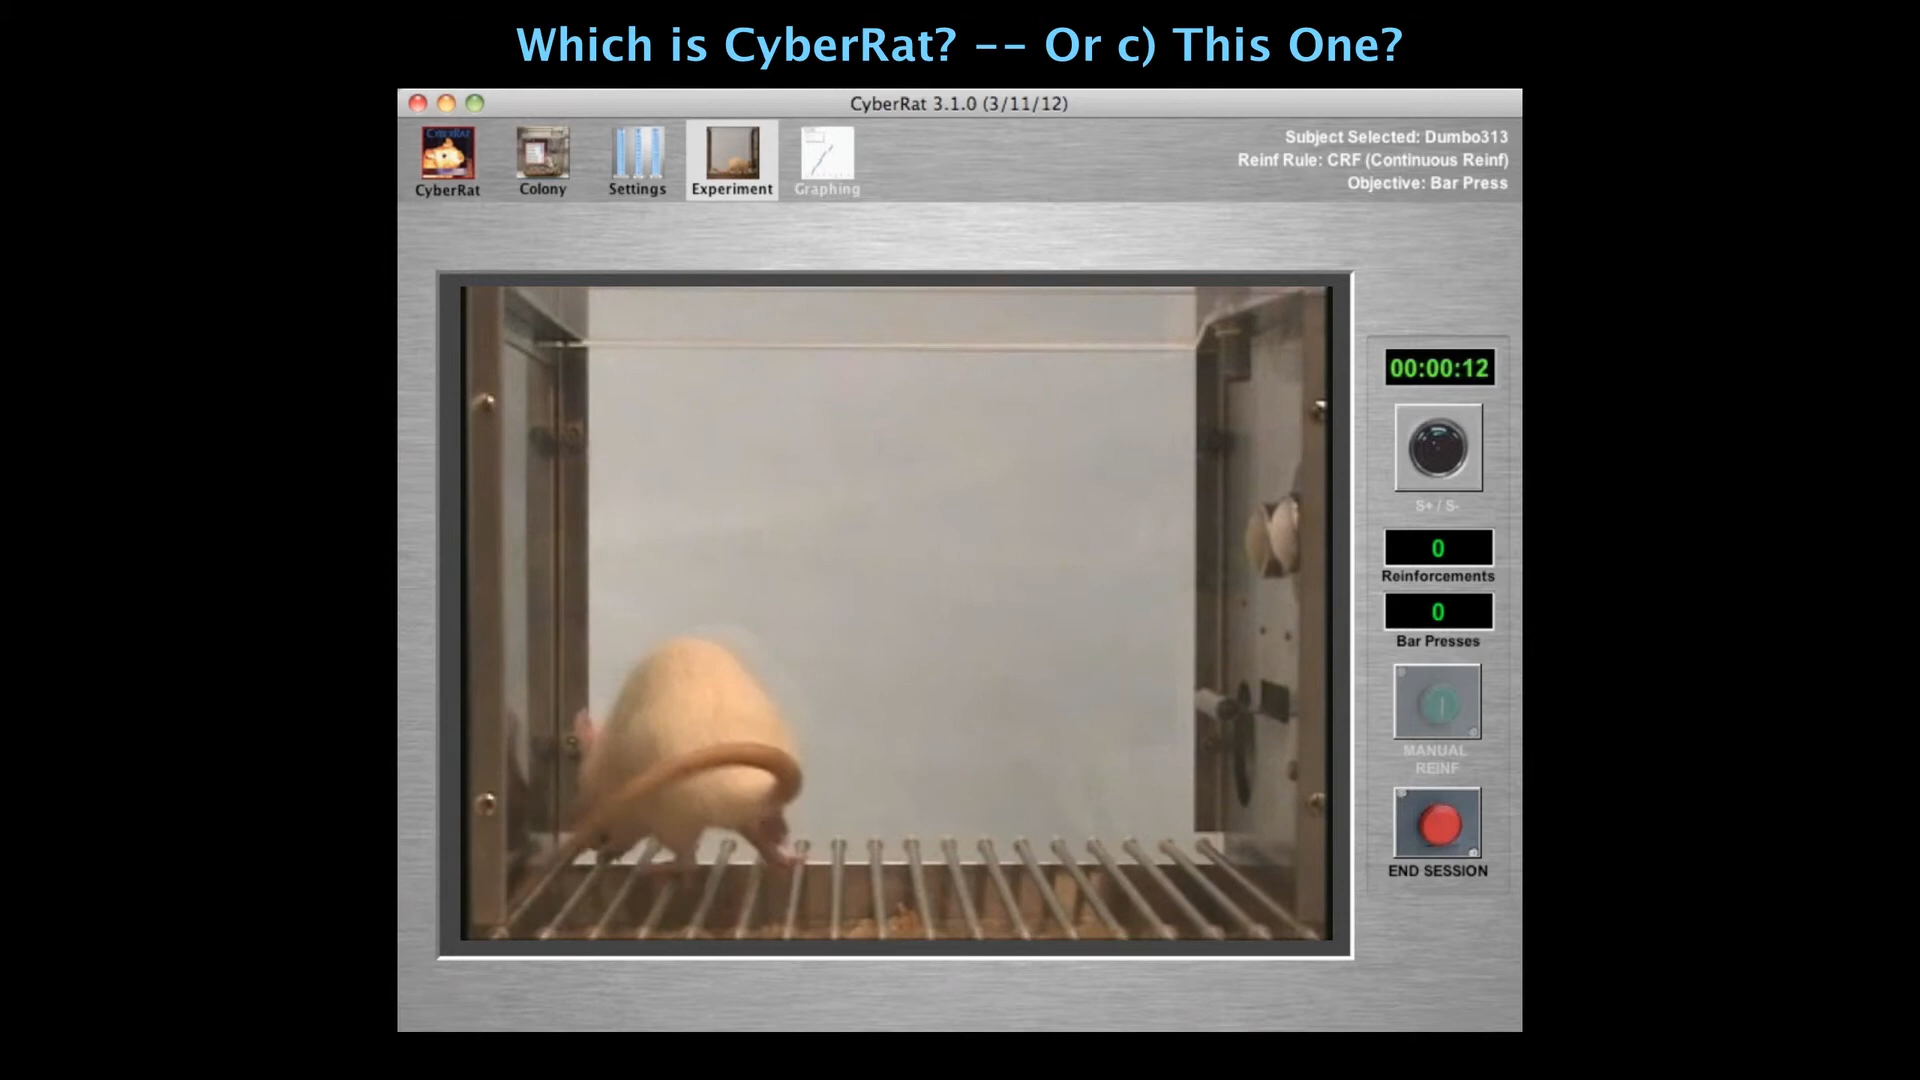 Which is CyberRat? -- Or c) This One?
CyberRat 3.1.0 (3/11/12)
CyberRat
Colony
Settings
Experiment
Graphing
Subject Selected: Dumbo313
Reinf Rule: CRF (Continuous Reinf)
Objective: Bar Press
00:00:12
S+ / S-
0
Reinforcements
0
Bar Presses
MANUAL
REINF
END SESSION